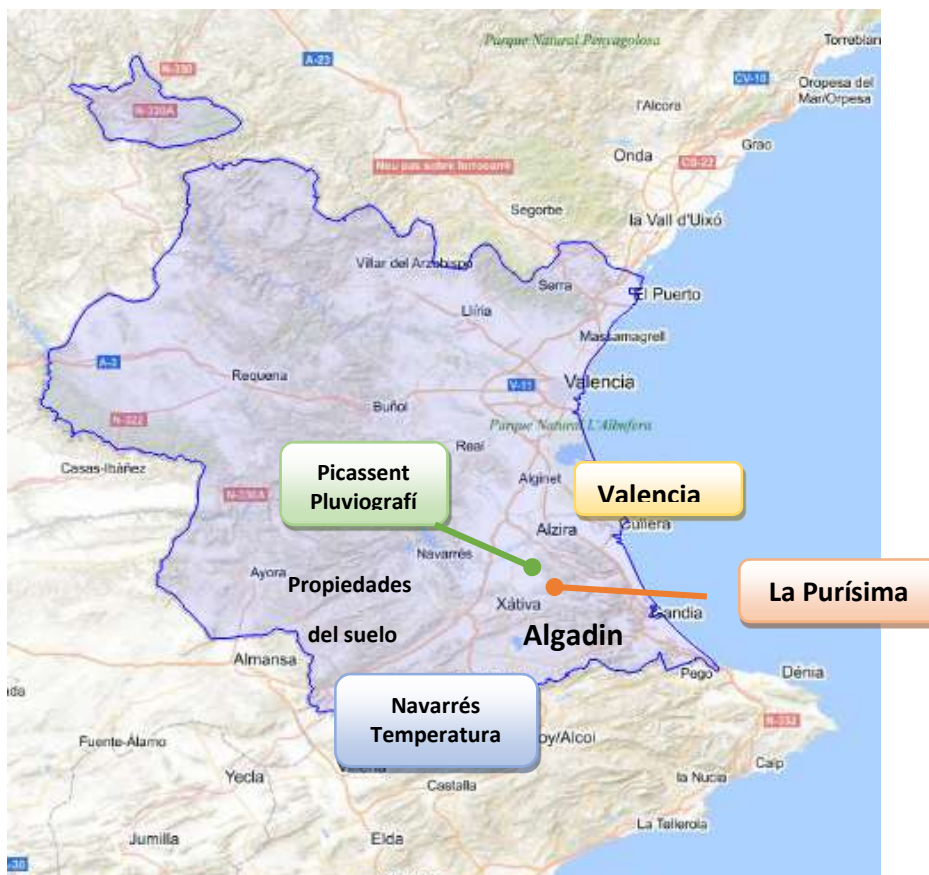 Parque Natural Penyagolosa
Torreblan
N-330
A-23
CV-10
Oropesa del
Mar/Orpesa
N-330A
l'Alcora
Grao
Onda
CS-22
Nou pas sobre ferrocarril
Segorbe
la Vall d'Uixó
Villar del Arzobispo
Serra
El Puerto
Llíria
Massamagrell
A-3
Requena
V-11
Valencia
Buñol
N-322
Parque Natural L'Albufera
Real
Casas-Ibáñez
Picassent
Pluviografí
Alginet
Valencia
N-330A
Alzira
Cullera
Navarrés
Ayora
Propiedades
La Purísima
Xàtiva
Gandia
del suelo
Algadin
Almansa
Pego
Dénia
Navarrés
Temperatura
N-332
oy/Alcoi
Fuente-Álamo
Calp
Yecla
la Nucia
Castalla
La Tellerola
Jumilla
Elda
-30